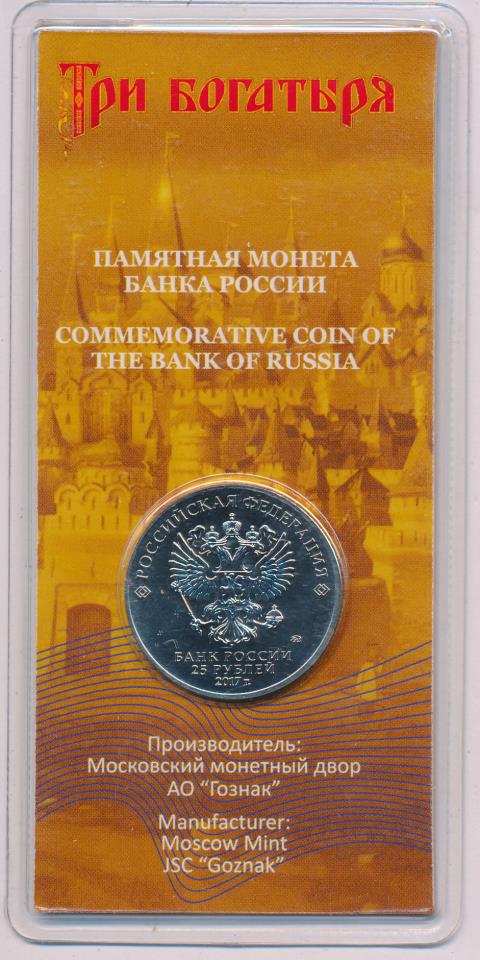 Три богатыря
ПАМЯТНАЯ МОНЕТА
БАНКА РОССИИ
COMMEMORATIVE COIN OF
THE BANK OF RUSSIA
РОССИЙСКАЯ ФЕДЕРАЦИЯ
БАНК РОССИИ
25 РУБЛЕЙ
2017 г.
Производитель:
Московский монетный двор
АО "Гознак"
Manufacturer:
Moscow Mint
JSC "Goznak"